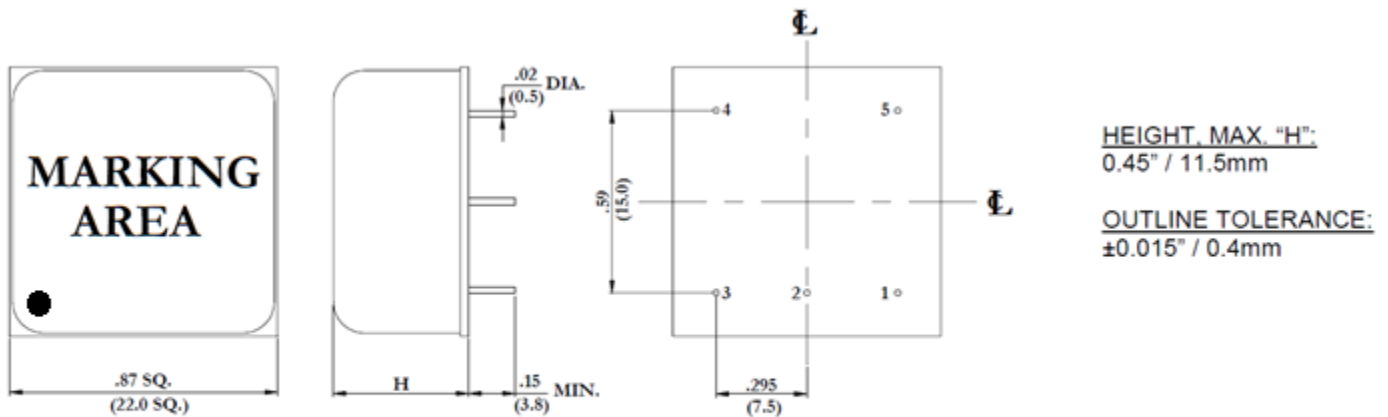 MARKING
AREA
.87 SQ.
(22.0 SQ.)
.02
(0.5)
DIA.
H
.15
(3.8)
MIN.
℄
4
5
.59
(15.0)
℄
3
2
1
.295
(7.5)
HEIGHT, MAX. “H”:
0.45” / 11.5mm
OUTLINE TOLERANCE:
±0.015” / 0.4mm